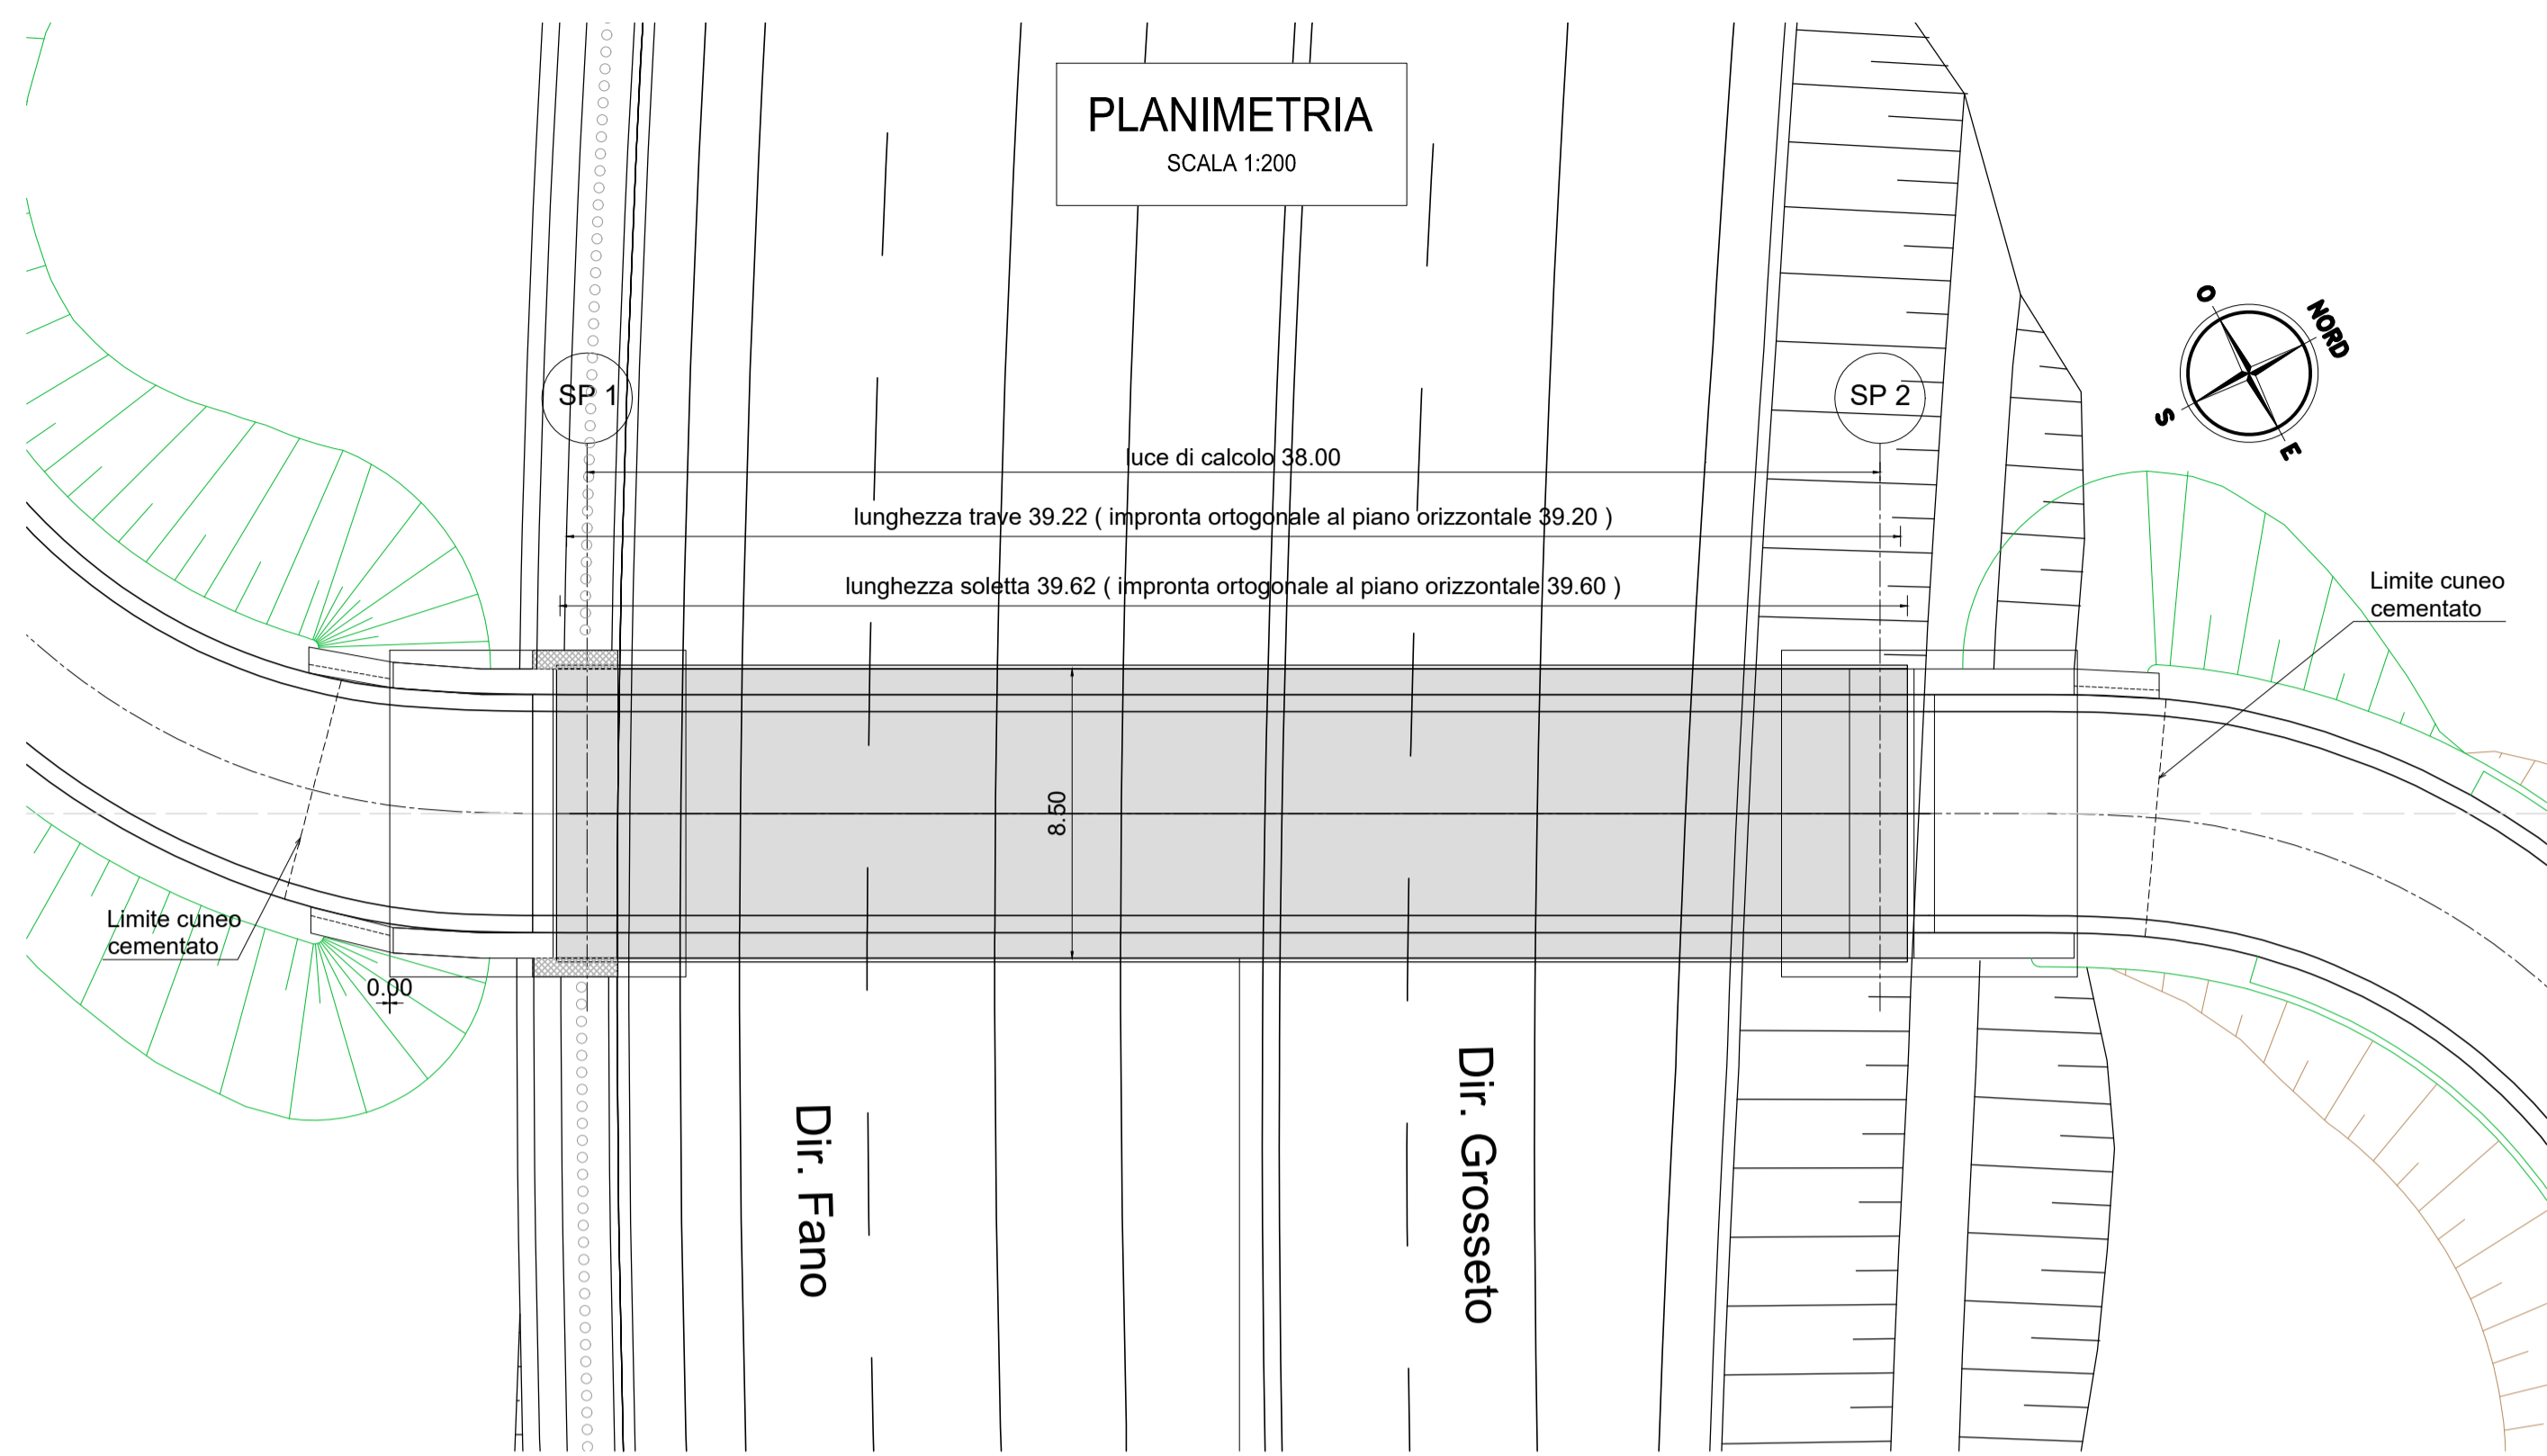 PLANIMETRIA
SCALA 1:200
O
NORD
S
E
SP 1
SP 2
luce di calcolo 38.00
lunghezza trave 39.22 ( impronta ortogonale al piano orizzontale 39.20 )
lunghezza soletta 39.62 ( impronta ortogonale al piano orizzontale 39.60 )
Limite cuneo
cementato
8.50
Limite cuneo
cementato
0.00
Dir. Fano
Dir. Grosseto